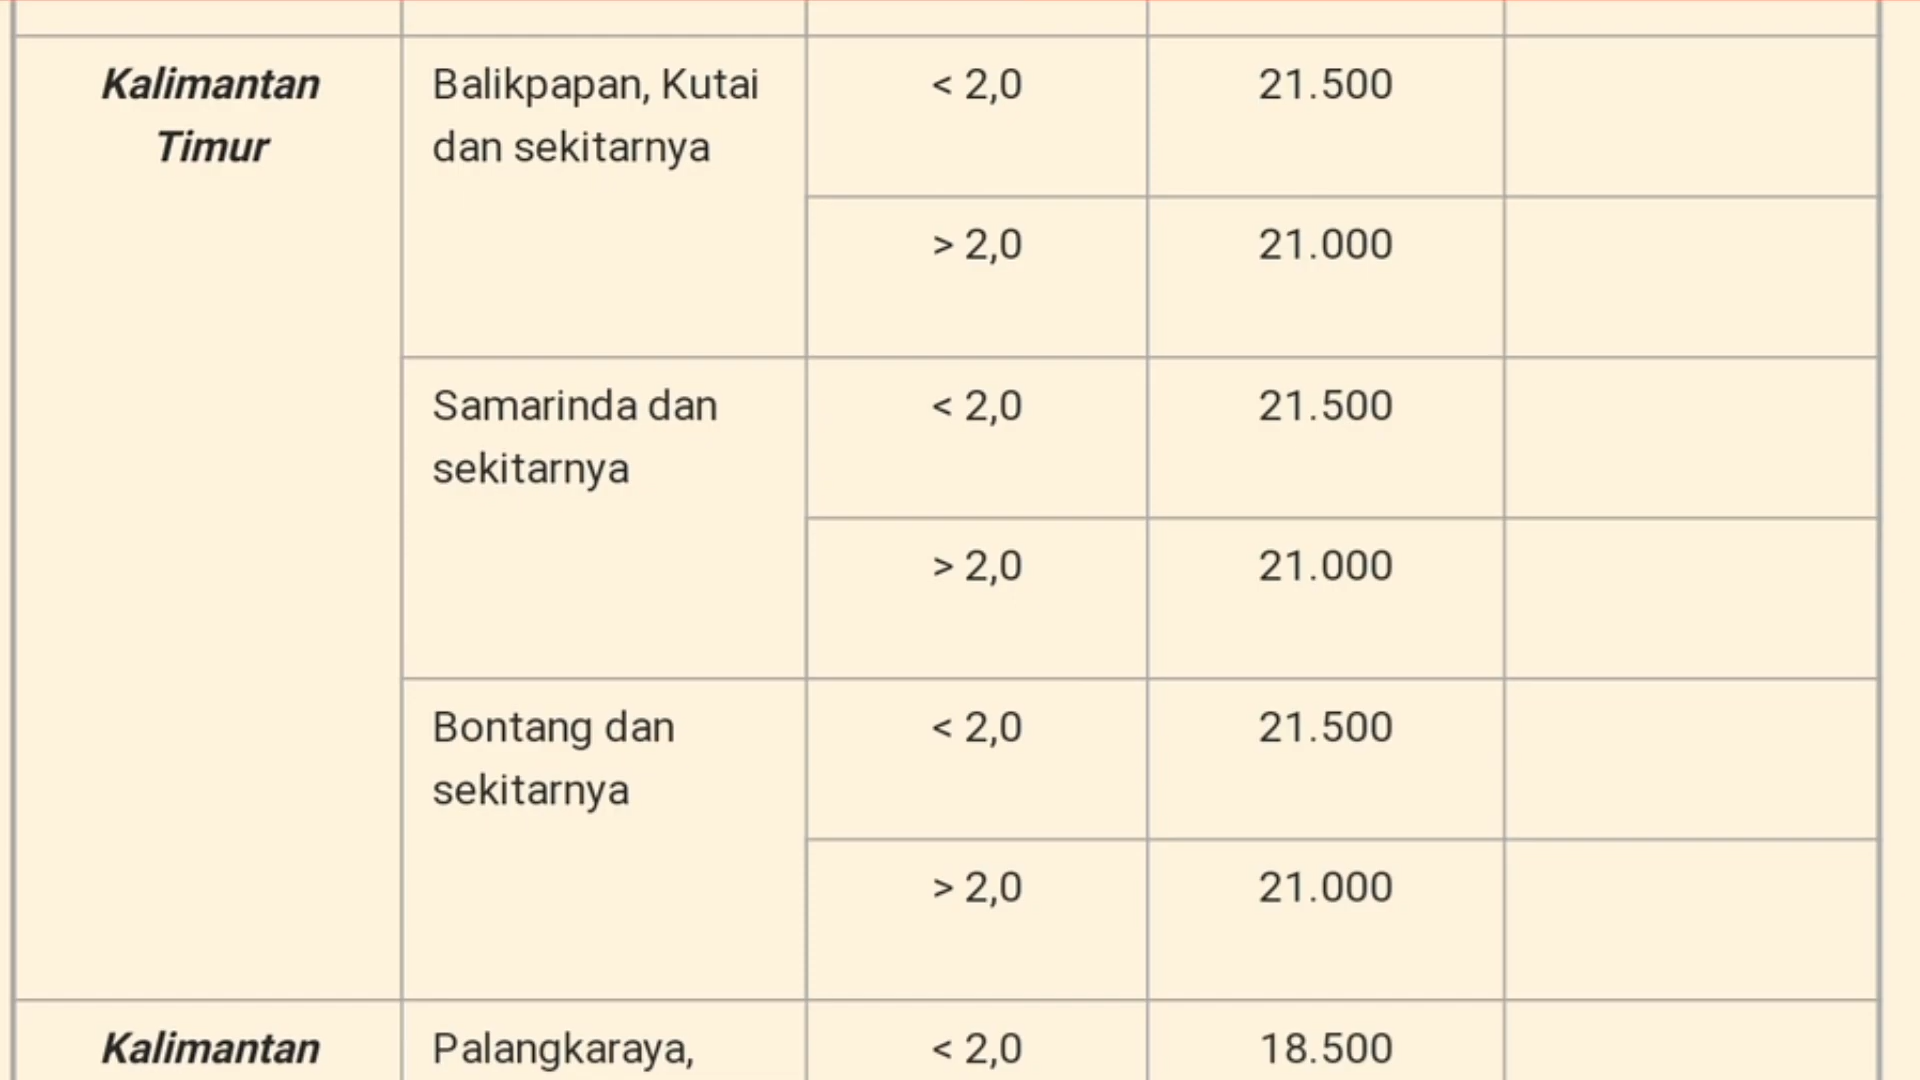 Kalimantan Timur
Balikpapan, Kutai dan sekitarnya
< 2,0
21.500
> 2,0
21.000
Samarinda dan sekitarnya
< 2,0
21.500
> 2,0
21.000
Bontang dan sekitarnya
< 2,0
21.500
> 2,0
21.000
Kalimantan
Palangkaraya,
< 2,0
18.500